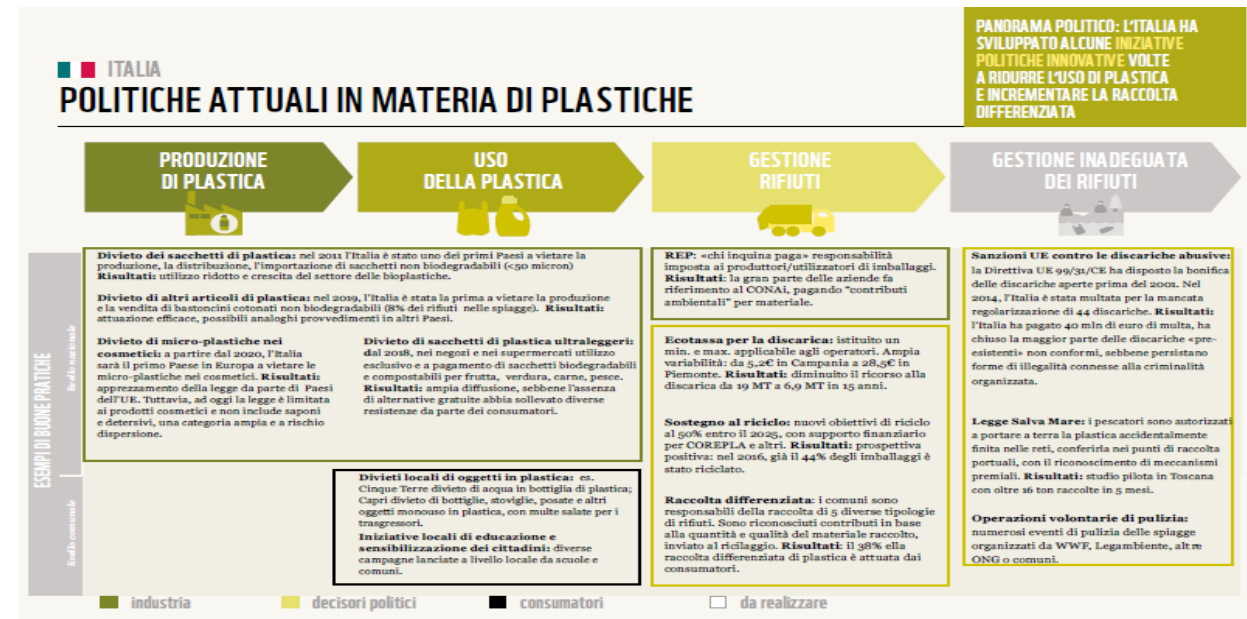 PANORAMA POLITICO: L'ITALIA HA
SVILUPPATO ALCUNE INIZIATIVE
POLITICHE INNOVATIVE VOLTE
A RIDURRE L'USO DI PLASTICA
E INCREMENTARE LA RACCOLTA
DIFFERENZIATA
ITALIA
POLITICHE ATTUALI IN MATERIA DI PLASTICHE
PRODUZIONE
DI PLASTICA
USO
DELLA PLASTICA
GESTIONE
RIFIUTI
GESTIONE INADEGUATA
DEI RIFIUTI
ESEMPI DI BUONE PRATICHE
livello nazionale
livello comunale
Divieto dei sacchetti di plastica: nel 2011 l'Italia è stato uno dei primi Paesi a vietare la
produzione, la distribuzione, l'importazione di sacchetti non biodegradabili (<50 micron)
Risultati: utilizzo ridotto e crescita del settore delle bioplastiche.
Divieto di altri articoli di plastica: nel 2019, l'Italia è stata la prima a vietare la produzione
e la vendita di bastoncini cotonati non biodegradabili (8% dei rifiuti nelle spiagge). Risultati:
attuazione efficace, possibili analoghi provvedimenti in altri Paesi.
Divieto di micro-plastiche nei
cosmetici: a partire dal 2020, l'Italia
sarà il primo Paese in Europa a vietare le
micro-plastiche nei cosmetici. Risultati:
apprezzamento della legge da parte di Paesi
dell'UE. Tuttavia, ad oggi la legge è limitata
ai prodotti cosmetici e non include saponi
e detersivi, una categoria ampia e a rischio
dispersione.
Divieto di sacchetti di plastica ultraleggeri:
dal 2018, nei negozi e nei supermercati utilizzo
esclusivo e a pagamento di sacchetti biodegradabili
e compostabili per frutta, verdura, carne, pesce.
Risultati: ampia diffusione, sebbene l'assenza
di alternative gratuite abbia sollevato diverse
resistenze da parte dei consumatori.
Divieti locali di oggetti in plastica: es.
Cinque Terre divieto di acqua in bottiglia di plastica;
Capri divieto di bottiglie, stoviglie, posate e altri
oggetti monouso in plastica, con multe salate per i
trasgressori.
Iniziative locali di educazione e
sensibilizzazione dei cittadini: diverse
campagne lanciate a livello locale da scuole e
comuni.
REP: «chi inquina paga» responsabilità
imposta ai produttori/utilizzatori di imballaggi.
Risultati: la gran parte delle aziende fa
riferimento al CONAi, pagando "contributi
ambientali" per materiale.
Ecotassa per la discarica: istituito un
min. e max. applicabile agli operatori. Ampia
variabilità: da 5,2€ in Campania a 28,5€ in
Piemonte. Risultati: diminuito il ricorso alla
discarica da 19 MT a 6,9 MT in 15 anni.
Sostegno al riciclo: nuovi obiettivi di riciclo
al 50% entro il 2025, con supporto finanziario
per COREPLA e altri. Risultati: prospettiva
positiva: nel 2016, già il 44% degli imballaggi è
stato riciclato.
Raccolta differenziata: i comuni sono
responsabili della raccolta di 5 diverse tipologie
di rifiuti. Sono riconosciuti contributi in base
alla quantità e qualità del materiale raccolto,
inviato al ricilaggio. Risultati: il 38% ella
raccolta differenziata di plastica è attuata dai
consumatori.
Sanzioni UE contro le discariche abusive:
la Direttiva UE 99/31/CE ha disposto la bonifica
delle discariche aperte prima del 2001. Nel
2014, l'Italia è stata multata per la mancata
regolarizzazione di 44 discariche. Risultati:
l'Italia ha pagato 40 mln di euro di multa, ha
chiuso la maggior parte delle discariche «pre-
esistenti» non conformi, sebbene persistano
forme di illegalità connesse alla criminalità
organizzata.
Legge Salva Mare: i pescatori sono autorizzati
a portare a terra la plastica accidentalmente
finita nelle reti, conferirla nei punti di raccolta
portuali, con il riconoscimento di meccanismi
premiali. Risultati: studio pilota in Toscana
con oltre 16 ton raccolte in 5 mesi.
Operazioni volontarie di pulizia:
numerosi eventi di pulizia delle spiagge
organizzati da WWF, Legambiente, altre
ONG o comuni.
industria
decisori politici
consumatori
da realizzare